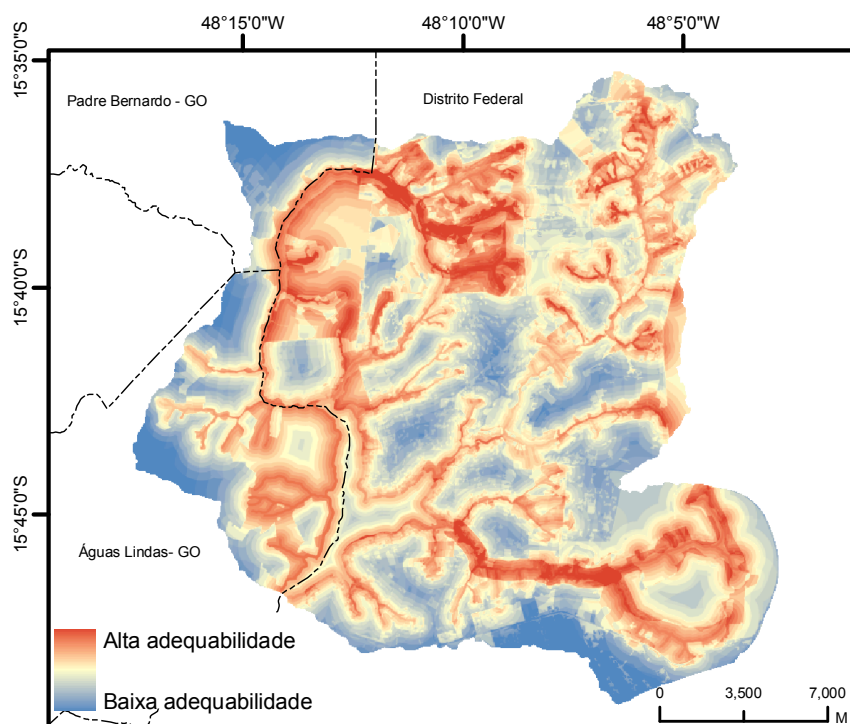 48°15'0"W 48°10'0"W 48°5'0"W
15°35'0"S
Padre Bernardo - GO
Distrito Federal
15°40'0"S
15°45'0"S
Águas Lindas- GO
Alta adequabilidade
Baixa adequabilidade
0 3,500 7,000
M